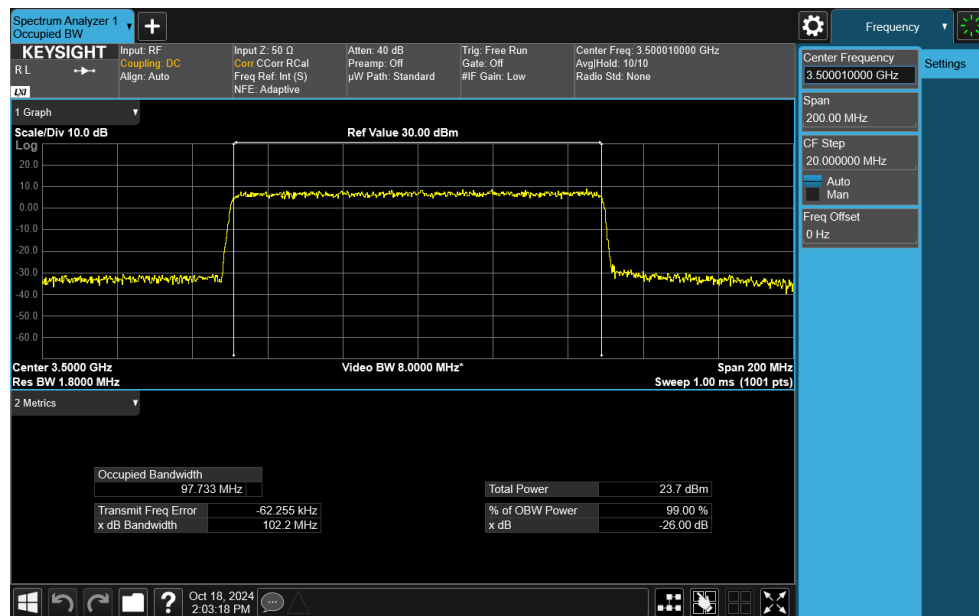 Spectrum Analyzer 1
Occupied BW
+
Frequency
KEYSIGHT
R L
LXI
Input: RF
Coupling: DC
Align: Auto
Input Z: 50 Ω
Corr CCorr RCal
Freq Ref: Int (S)
NFE: Adaptive
Atten: 40 dB
Preamp: Off
µW Path: Standard
Trig: Free Run
Gate: Off
#IF Gain: Low
Center Freq: 3.500010000 GHz
Avg|Hold: 10/10
Radio Std: None
Center Frequency
3.500010000 GHz
Settings
Span
200.00 MHz
CF Step
20.000000 MHz
Auto
Man
Freq Offset
0 Hz
1 Graph
Scale/Div 10.0 dB
Ref Value 30.00 dBm
Log
20.0
10.0
0.00
-10.0
-20.0
-30.0
-40.0
-50.0
-60.0
Center 3.5000 GHz
Video BW 8.0000 MHz*
Span 200 MHz
Res BW 1.8000 MHz
Sweep 1.00 ms (1001 pts)
2 Metrics
Occupied Bandwidth
97.733 MHz
Total Power 23.7 dBm
Transmit Freq Error -62.255 kHz
% of OBW Power 99.00 %
x dB Bandwidth 102.2 MHz
x dB -26.00 dB
?
Oct 18, 2024
2:03:18 PM